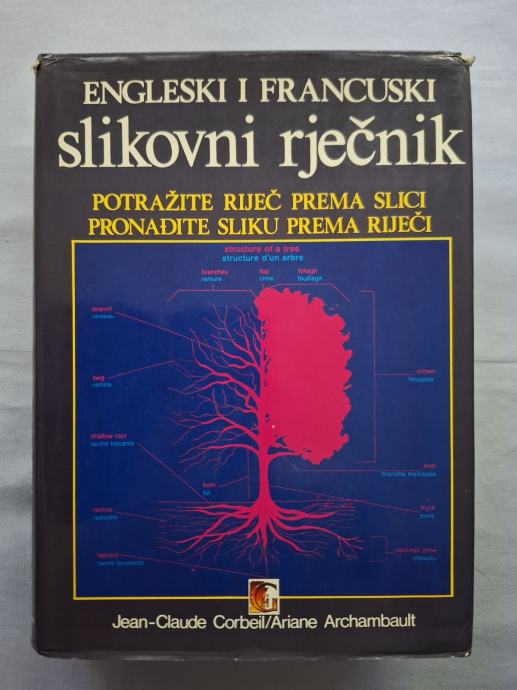 ENGLESKI I FRANCUSKI
slikovni rječnik
POTRAŽITE RIJEČ PREMA SLICI
PRONAĐITE SLIKU PREMA RIJEČI
structure of a tree
structure d'un arbre
branches
ramure
top
cime
foliage
feuillage
branch
rameau
twig
ramille
crown
houppier
shallow root
racine traçante
limb
branche maîtresse
bole
fût
radicle
radicelle
trunk
tronc
taproot
racine pivotante
root-hair zone
chevelu
Jean-Claude Corbeil/Ariane Archambault